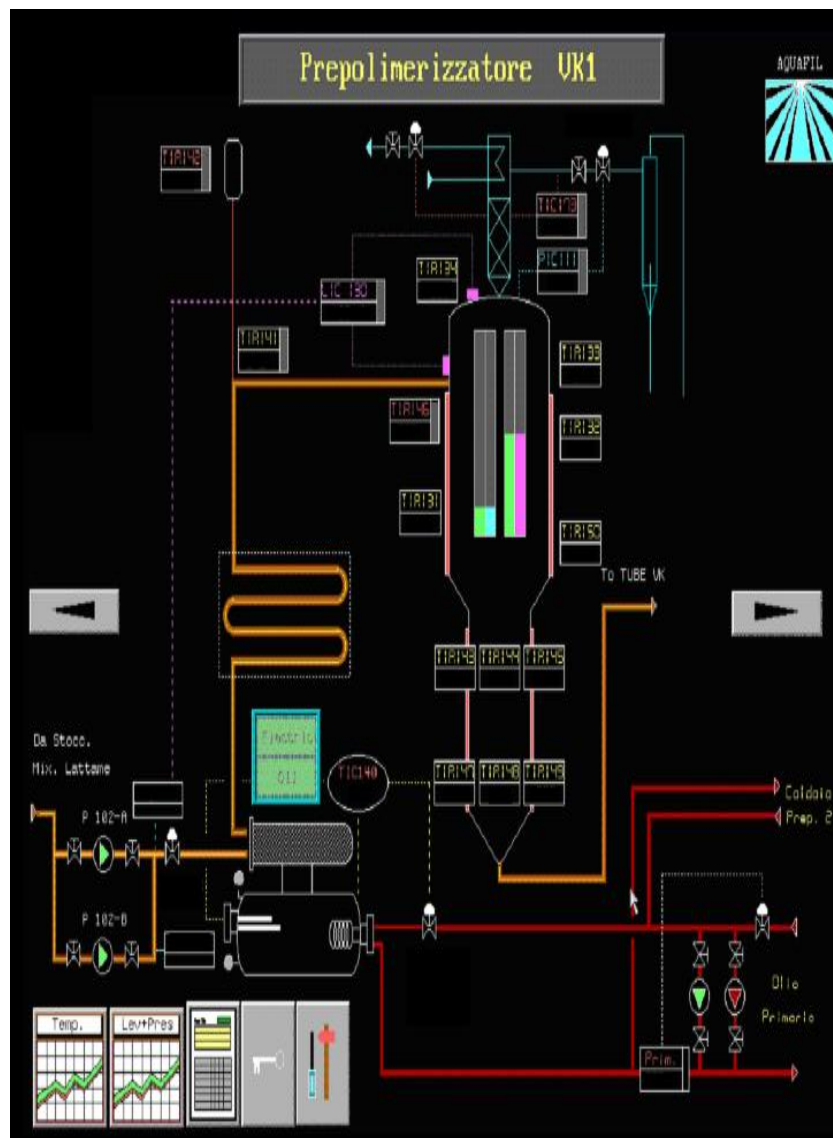 Prepolimerizzatore VK1
AQUAFIL
TIR142
TIC173
PIC111
TIR134
LIC 130
TIR141
TIR133
TIR146
TIR132
TIR131
TIR150
To TUBE VK
TIR143
TIR144
TIR145
Da Stocc.
Mix. Lattame
Electric
Oil
TIC140
TIR147
TIR148
TIR149
Caldaia
Prep. 2
P 102-A
P 102-B
Olio
Primario
Prim.
Temp.
Lev+Pres